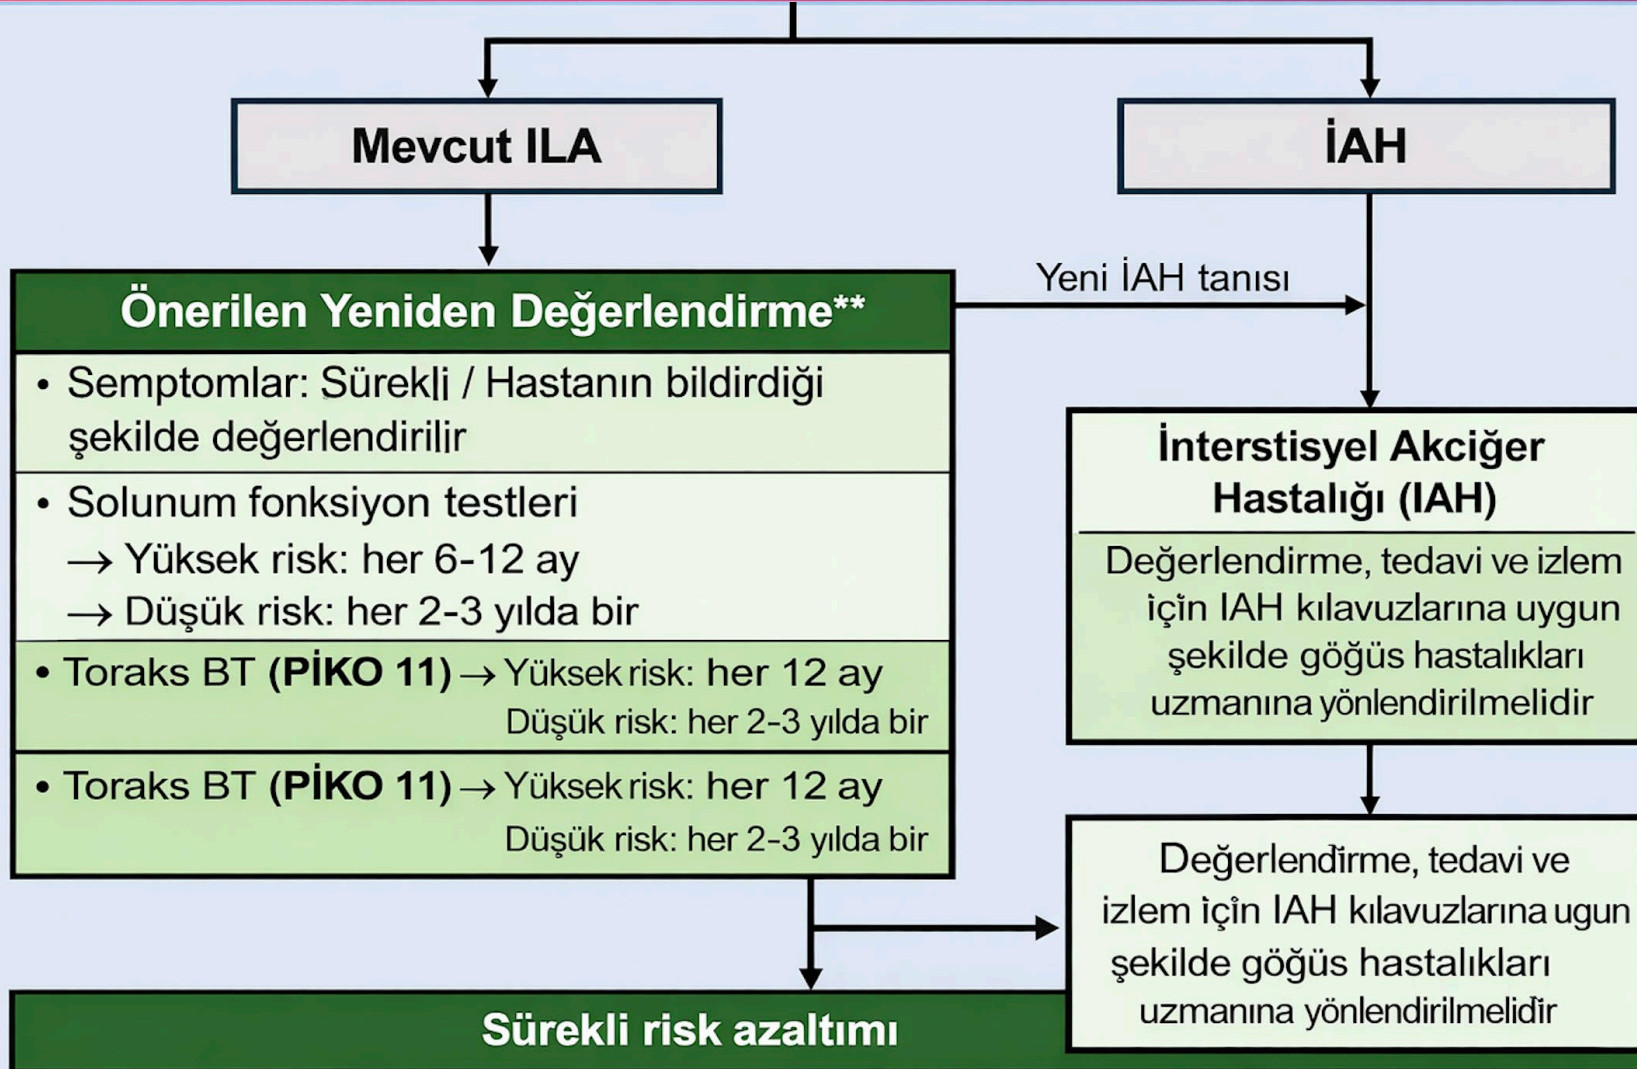 Mevcut ILA
İAH
Yeni İAH tanısı
Önerilen Yeniden Değerlendirme**
• Semptomlar: Sürekli / Hastanın bildirdiği
şekilde değerlendirilir
• Solunum fonksiyon testleri
→ Yüksek risk: her 6-12 ay
→ Düşük risk: her 2-3 yılda bir
• Toraks BT (PİKO 11) → Yüksek risk: her 12 ay
Düşük risk: her 2-3 yılda bir
• Toraks BT (PİKO 11) → Yüksek risk: her 12 ay
Düşük risk: her 2-3 yılda bir
İnterstisyel Akciğer
Hastalığı (IAH)
Değerlendirme, tedavi ve izlem
için IAH kılavuzlarına uygun
şekilde göğüs hastalıkları
uzmanına yönlendirilmelidir
Değerlendirme, tedavi ve
izlem için IAH kılavuzlarına ugun
şekilde göğüs hastalıkları
uzmanına yönlendirilmelidir
Sürekli risk azaltımı